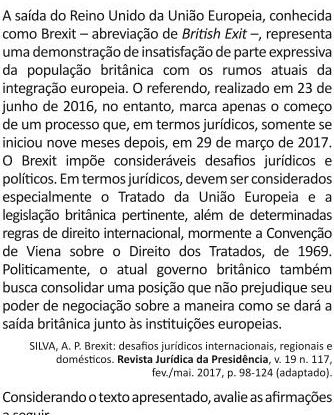 A saída do Reino Unido da União Europeia, conhecida
como Brexit – abreviação de British Exit –, representa
uma demonstração de insatisfação de parte expressiva
da população britânica com os rumos atuais da
integração europeia. O referendo, realizado em 23 de
junho de 2016, no entanto, marca apenas o começo
de um processo que, em termos jurídicos, somente se
iniciou nove meses depois, em 29 de março de 2017.
O Brexit impõe consideráveis desafios jurídicos e
políticos. Em termos jurídicos, devem ser considerados
especialmente o Tratado da União Europeia e a
legislação britânica pertinente, além de determinadas
regras de direito internacional, mormente a Convenção
de Viena sobre o Direito dos Tratados, de 1969.
Politicamente, o atual governo britânico também
busca consolidar uma posição que não prejudique seu
poder de negociação sobre a maneira como se dará a
saída britânica junto às instituições europeias.
SILVA, A. P. Brexit: desafios jurídicos internacionais, regionais e
domésticos. Revista Jurídica da Presidência, v. 19 n. 117,
fev./mai. 2017, p. 98-124 (adaptado).
Considerando o texto apresentado, avalie as afirmações
a seguir